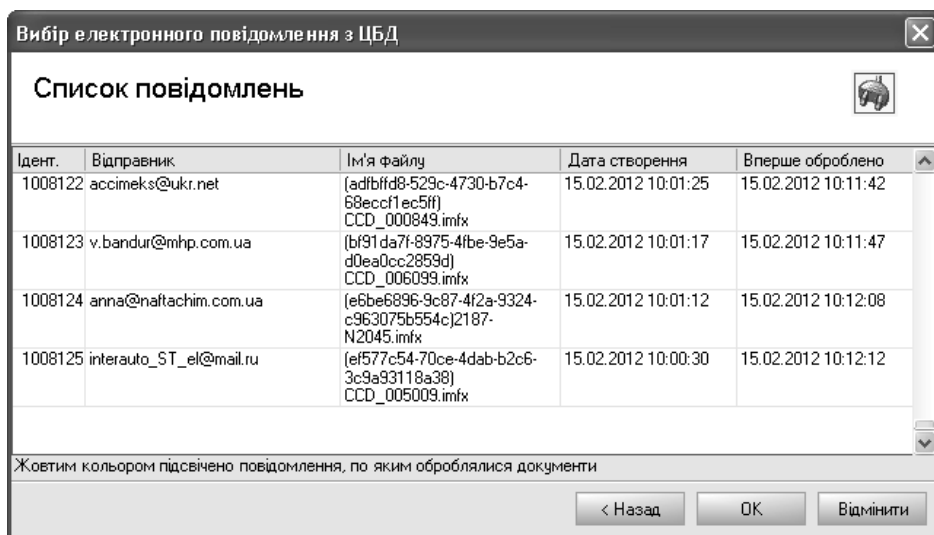 Вибір електронного повідомлення з ЦБД
Список повідомлень
Ідент. Відправник Ім'я файлу Дата створення Вперше оброблено
1008122 accimeks@ukr.net (adfbffd8-529c-4730-b7c4- 15.02.2012 10:01:25 15.02.2012 10:11:42
68eccf1ec5ff)
CCD_000849.imfx
1008123 v.bandur@mhp.com.ua (bf91da7f-8975-4fbe-9e5a- 15.02.2012 10:01:17 15.02.2012 10:11:47
d0ea0cc2859d)
CCD_006099.imfx
1008124 anna@naftachim.com.ua (e6be6896-9c87-4f2a-9324- 15.02.2012 10:01:12 15.02.2012 10:12:08
c963075b554c)2187-
N2045.imfx
1008125 interauto_ST_el@mail.ru (ef577c54-70ce-4dab-b2c6- 15.02.2012 10:00:30 15.02.2012 10:12:12
3c9a93118a38)
CCD_005009.imfx
Жовтим кольором підсвічено повідомлення, по яким оброблялися документи
< Назад OK Відмінити